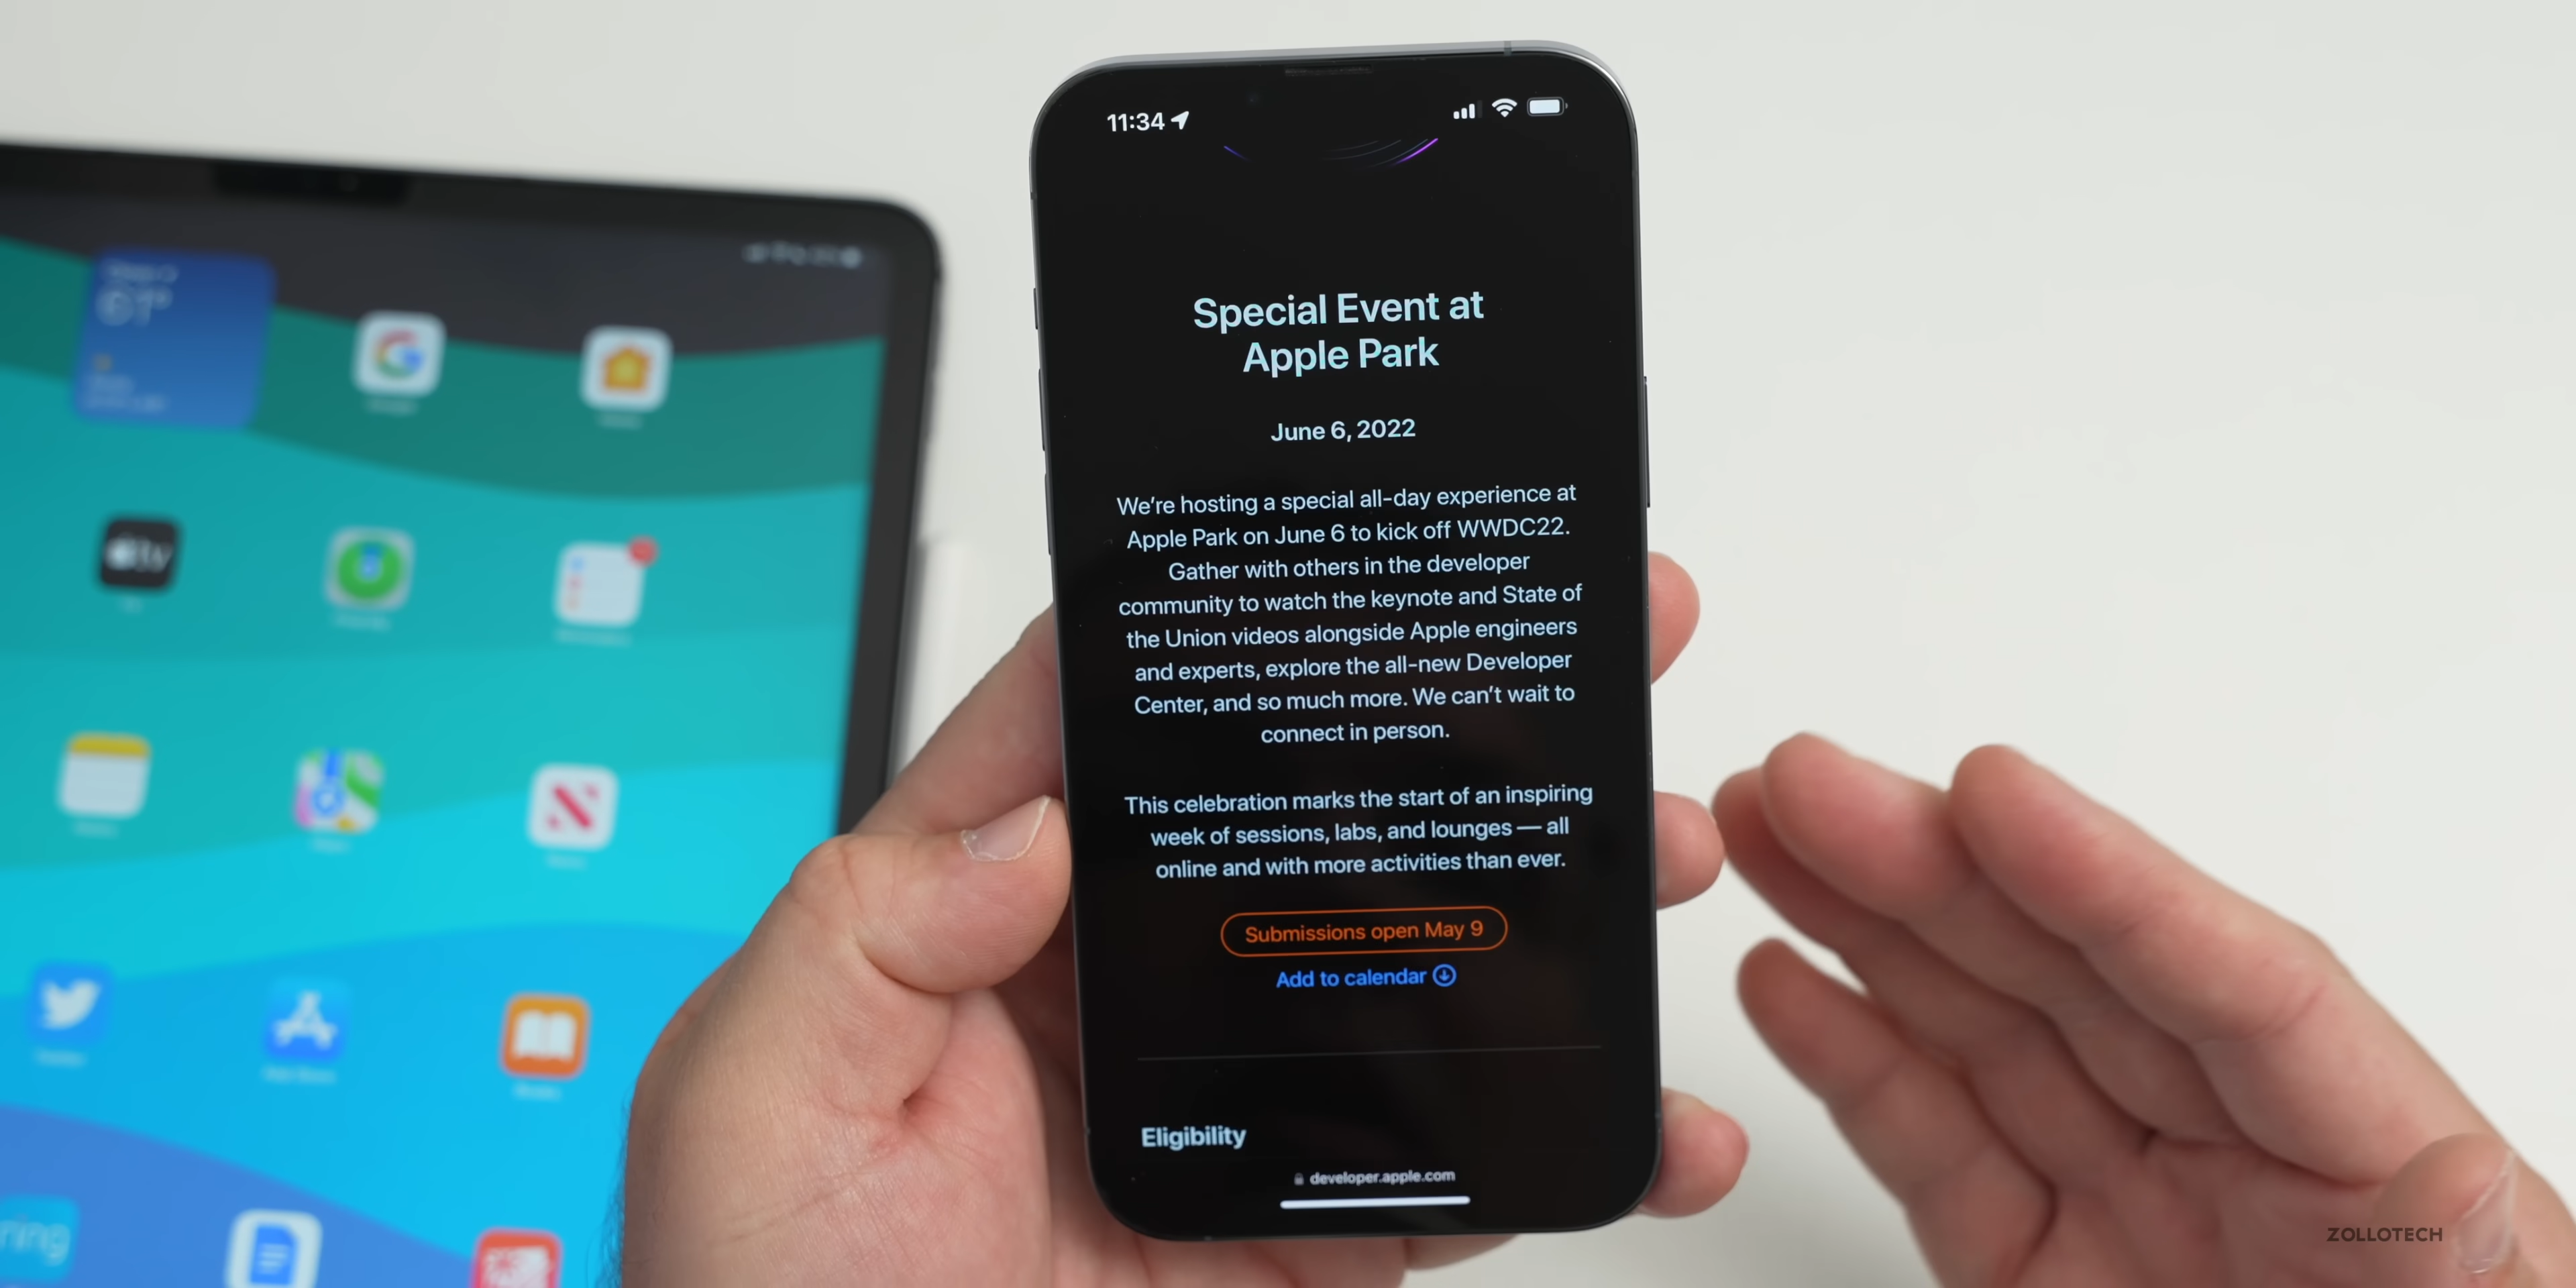 11:34
Special Event at
Apple Park
June 6, 2022
We're hosting a special all-day experience at
Apple Park on June 6 to kick off WWDC22.
Gather with others in the developer
community to watch the keynote and State of
the Union videos alongside Apple engineers
and experts, explore the all-new Developer
Center, and so much more. We can't wait to
connect in person.
This celebration marks the start of an inspiring
week of sessions, labs, and lounges — all
online and with more activities than ever.
Submissions open May 9
Add to calendar
Eligibility
developer.apple.com
61°
tv
ring
ZOLLOTECH